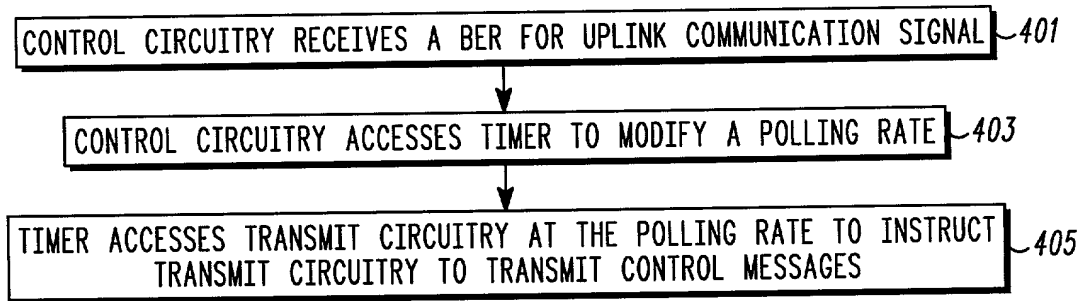 CONTROL CIRCUITRY RECEIVES A BER FOR UPLINK COMMUNICATION SIGNAL 401
CONTROL CIRCUITRY ACCESSES TIMER TO MODIFY A POLLING RATE 403
TIMER ACCESSES TRANSMIT CIRCUITRY AT THE POLLING RATE TO INSTRUCT
TRANSMIT CIRCUITRY TO TRANSMIT CONTROL MESSAGES 405